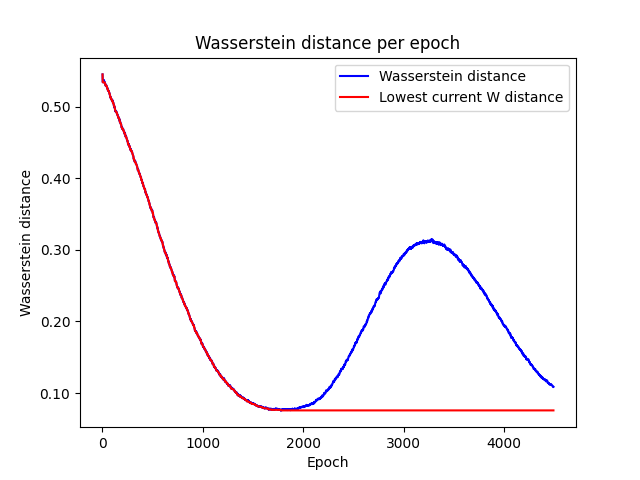 Wasserstein distance per epoch
Wasserstein distance
Lowest current W distance
Wasserstein distance
0.50
0.40
0.30
0.20
0.10
0
1000
2000
3000
4000
Epoch